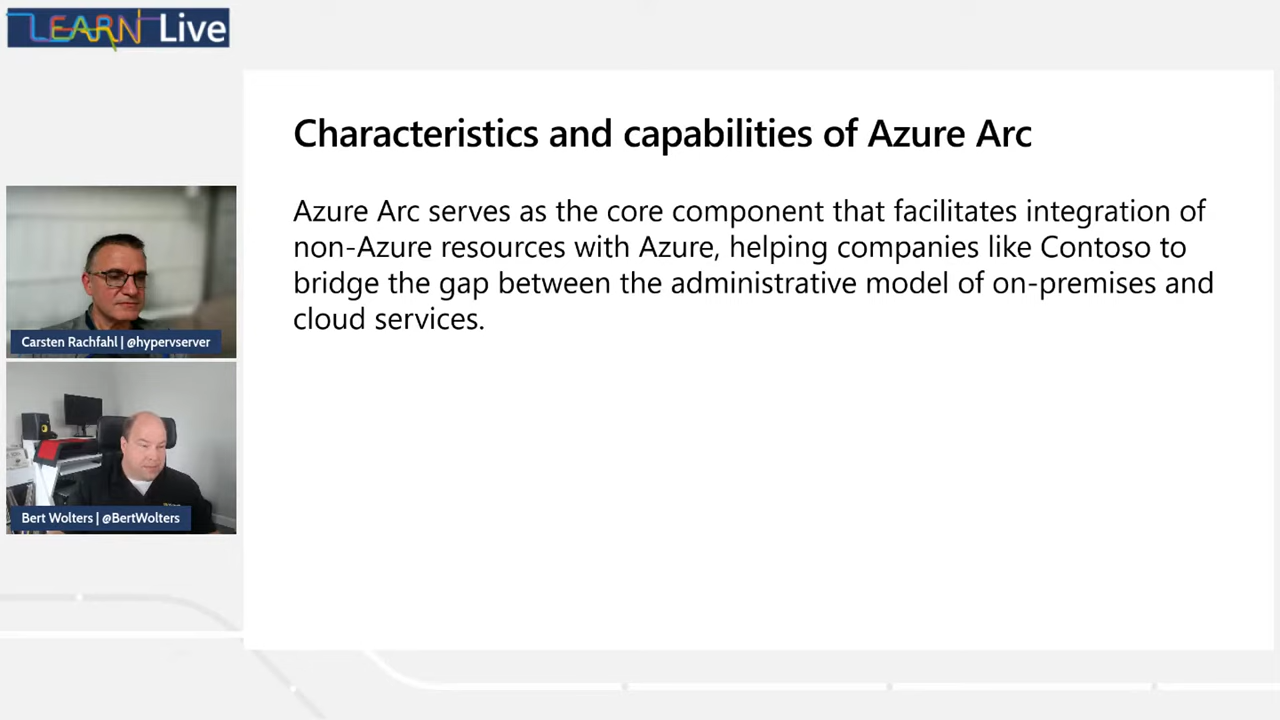 LEARN Live
Characteristics and capabilities of Azure Arc
Azure Arc serves as the core component that facilitates integration of
non-Azure resources with Azure, helping companies like Contoso to
bridge the gap between the administrative model of on-premises and
cloud services.
Carsten Rachfahl | @hypervserver
Bert Wolters | @BertWolters